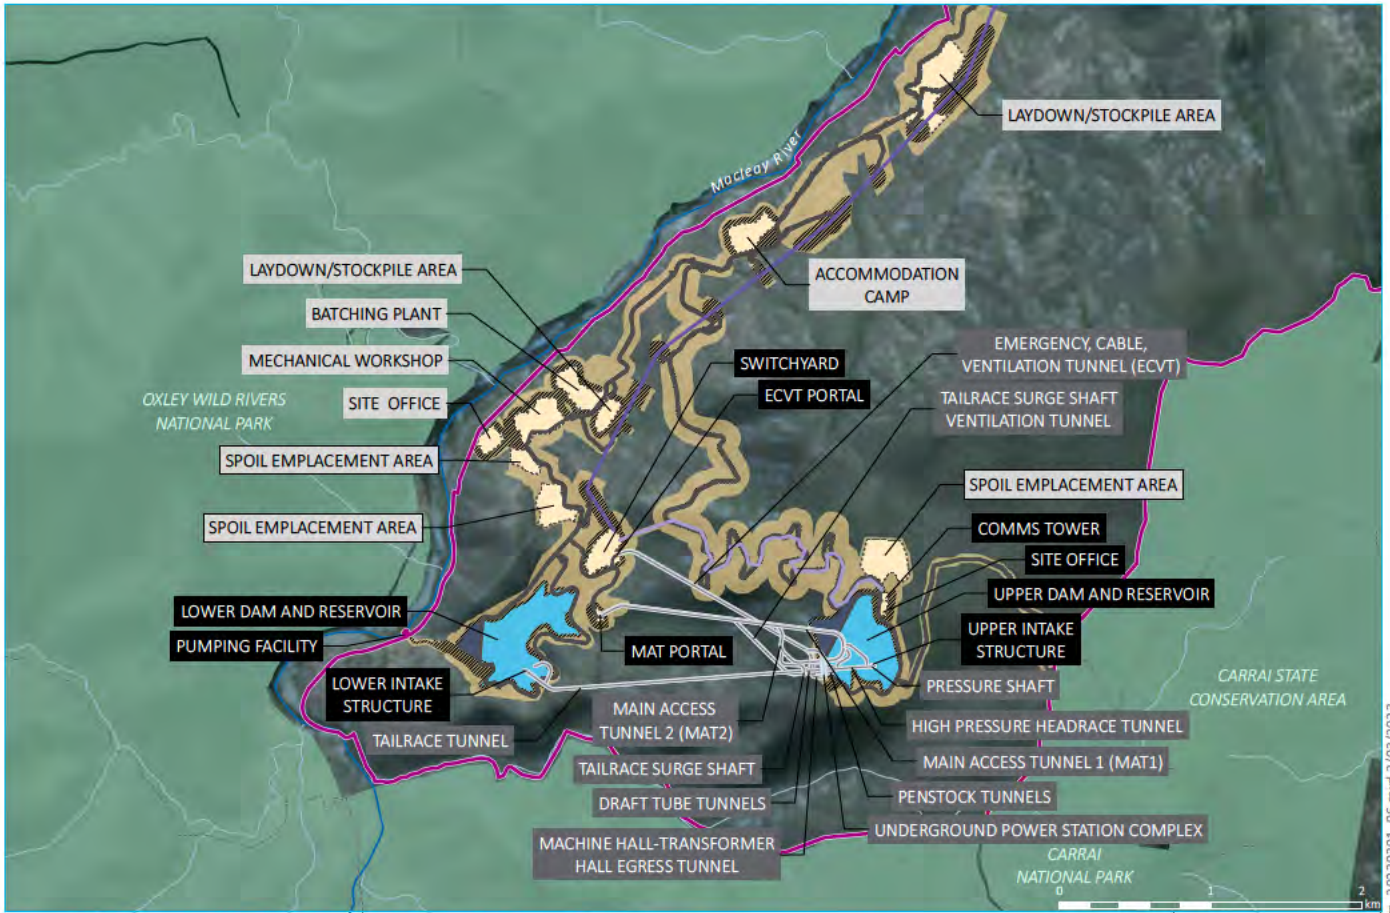 LAYDOWN/STOCKPILE AREA
Macleay River
LAYDOWN/STOCKPILE AREA
ACCOMMODATION
CAMP
BATCHING PLANT
MECHANICAL WORKSHOP
SWITCHYARD
EMERGENCY, CABLE,
VENTILATION TUNNEL (ECVT)
OXLEY WILD RIVERS
NATIONAL PARK
SITE OFFICE
ECVT PORTAL
TAILRACE SURGE SHAFT
VENTILATION TUNNEL
SPOIL EMPLACEMENT AREA
SPOIL EMPLACEMENT AREA
SPOIL EMPLACEMENT AREA
COMMS TOWER
SITE OFFICE
LOWER DAM AND RESERVOIR
UPPER DAM AND RESERVOIR
PUMPING FACILITY
MAT PORTAL
UPPER INTAKE
STRUCTURE
LOWER INTAKE
STRUCTURE
PRESSURE SHAFT
CARRAI STATE
CONSERVATION AREA
TAILRACE TUNNEL
MAIN ACCESS
TUNNEL 2 (MAT2)
HIGH PRESSURE HEADRACE TUNNEL
TAILRACE SURGE SHAFT
MAIN ACCESS TUNNEL 1 (MAT1)
DRAFT TUBE TUNNELS
PENSTOCK TUNNELS
MACHINE HALL-TRANSFORMER
HALL EGRESS TUNNEL
UNDERGROUND POWER STATION COMPLEX
CARRAI
NATIONAL PARK
0 1 2
km